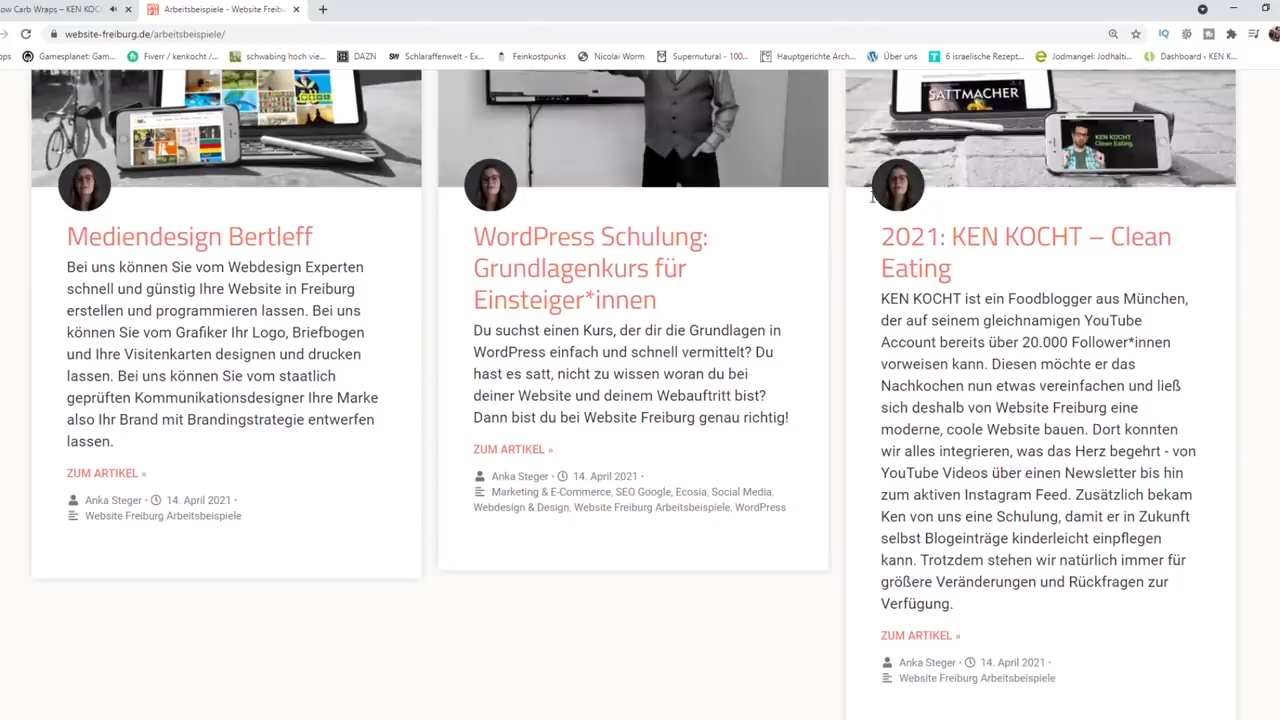 ow Carb Wraps – KEN KOC
Arbeitsbeispiele - Website Freib
website-freiburg.de/arbeitsbeispiele/
pps
Gamesplanet: Gam...
Fiverr / kenkocht /...
schwabing hoch vie...
DAZN
Schlaraffenwelt - Ex...
Feinkostpunks
Nicolai Worm
Supernutural - 100...
Hauptgerichte Arch...
Über uns
6 israelische Rezept...
Jodmangel: Jodhalti...
Dashboard ‹ KEN K...
SATTMACHER
KEN KOCHT
Clean Eating
Mediendesign Bertleff
Bei uns können Sie vom Webdesign Experten
schnell und günstig Ihre Website in Freiburg
erstellen und programmieren lassen. Bei uns
können Sie vom Grafiker Ihr Logo, Briefbogen
und Ihre Visitenkarten designen und drucken
lassen. Bei uns können Sie vom staatlich
geprüften Kommunikationsdesigner Ihre Marke
also Ihr Brand mit Brandingstrategie entwerfen
lassen.
ZUM ARTIKEL »
Anka Steger • 14. April 2021 •
Website Freiburg Arbeitsbeispiele
WordPress Schulung:
Grundlagenkurs für
Einsteiger*innen
Du suchst einen Kurs, der dir die Grundlagen in
WordPress einfach und schnell vermittelt? Du
hast es satt, nicht zu wissen woran du bei
deiner Website und deinem Webauftritt bist?
Dann bist du bei Website Freiburg genau richtig!
ZUM ARTIKEL »
Anka Steger • 14. April 2021 •
Marketing & E-Commerce, SEO Google, Ecosia, Social Media,
Webdesign & Design, Website Freiburg Arbeitsbeispiele, WordPress
2021: KEN KOCHT – Clean
Eating
KEN KOCHT ist ein Foodblogger aus München,
der auf seinem gleichnamigen YouTube
Account bereits über 20.000 Follower*innen
vorweisen kann. Diesen möchte er das
Nachkochen nun etwas vereinfachen und ließ
sich deshalb von Website Freiburg eine
moderne, coole Website bauen. Dort konnten
wir alles integrieren, was das Herz begehrt - von
YouTube Videos über einen Newsletter bis hin
zum aktiven Instagram Feed. Zusätzlich bekam
Ken von uns eine Schulung, damit er in Zukunft
selbst Blogeinträge kinderleicht einpflegen
kann. Trotzdem stehen wir natürlich immer für
größere Veränderungen und Rückfragen zur
Verfügung.
ZUM ARTIKEL »
Anka Steger • 14. April 2021 •
Website Freiburg Arbeitsbeispiele